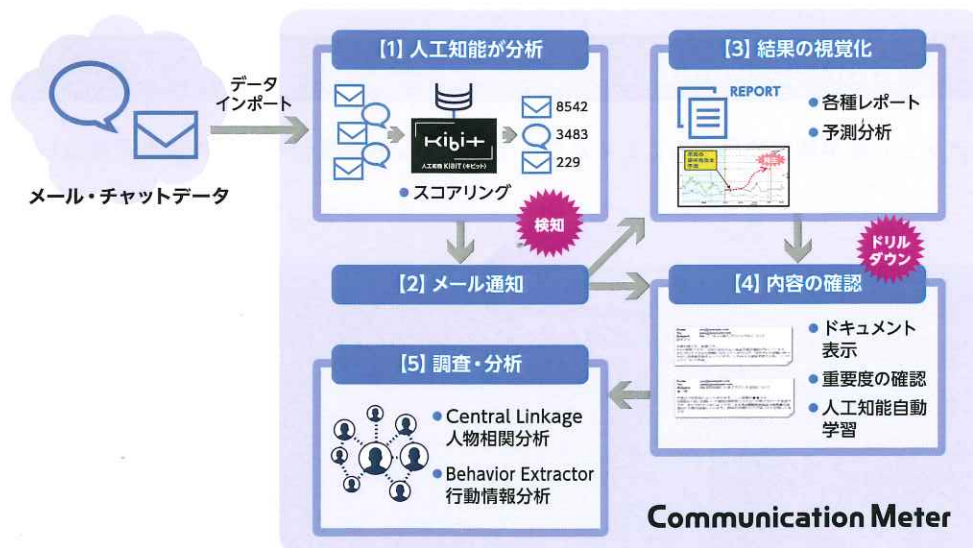 メール・チャットデータ
データ
インポート
【1】人工知能が分析
Kibit
人工知能 KIBIT（キビット）
8542
3483
229
● スコアリング
検知
【2】メール通知
【3】結果の視覚化
REPORT
● 各種レポート
● 予測分析
ドリル
ダウン
【4】内容の確認
● ドキュメント
表示
● 重要度の確認
● 人工知能自動
学習
【5】調査・分析
● Central Linkage
人物相関分析
● Behavior Extractor
行動情報分析
Communication Meter